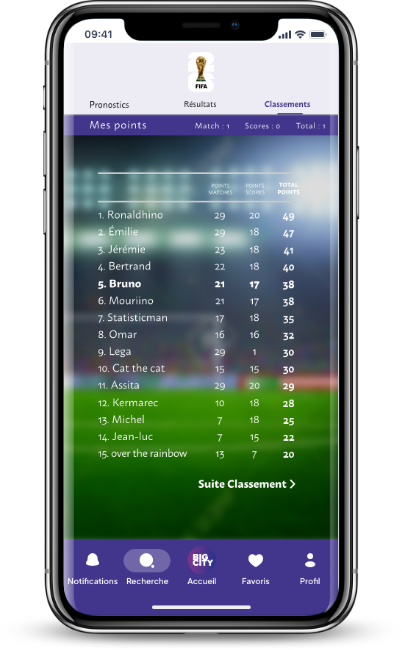 09:41
FIFA
Pronostics Résultats Classements
Mes points Match : 1 Scores : 0 Total : 1
POINTS MATCHES POINTS SCORES TOTAL POINTS
1. Ronaldhino 29 20 49
2. Émilie 29 18 47
3. Jérémie 23 18 41
4. Bertrand 22 18 40
5. Bruno 21 17 38
6. Mouriino 21 17 38
7. Statisticman 17 18 35
8. Omar 16 16 32
9. Lega 29 1 30
10. Cat the cat 15 15 30
11. Assita 29 20 29
12. Kermarec 10 18 28
13. Michel 7 18 25
14. Jean-luc 7 15 22
15. over the rainbow 13 7 20
Suite Classement >
BIG
CITY
Notifications Recherche Accueil Favoris Profil